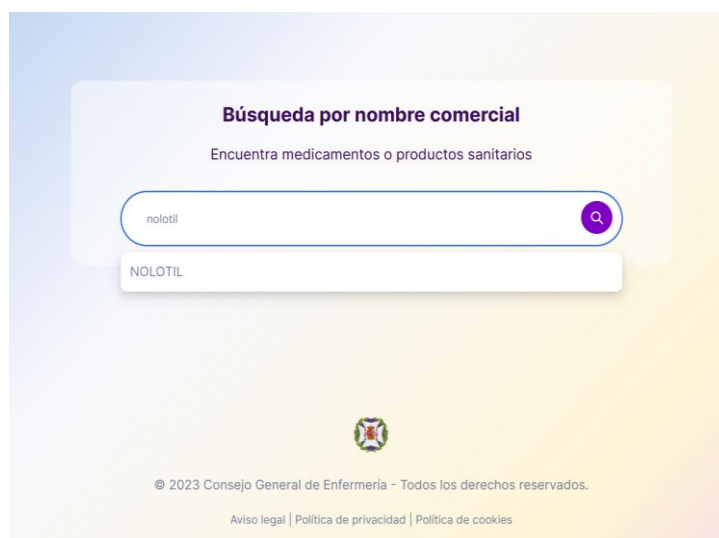 Búsqueda por nombre comercial
Encuentra medicamentos o productos sanitarios
nolotil
NOLOTIL
© 2023 Consejo General de Enfermería - Todos los derechos reservados.
Aviso legal | Política de privacidad | Política de cookies